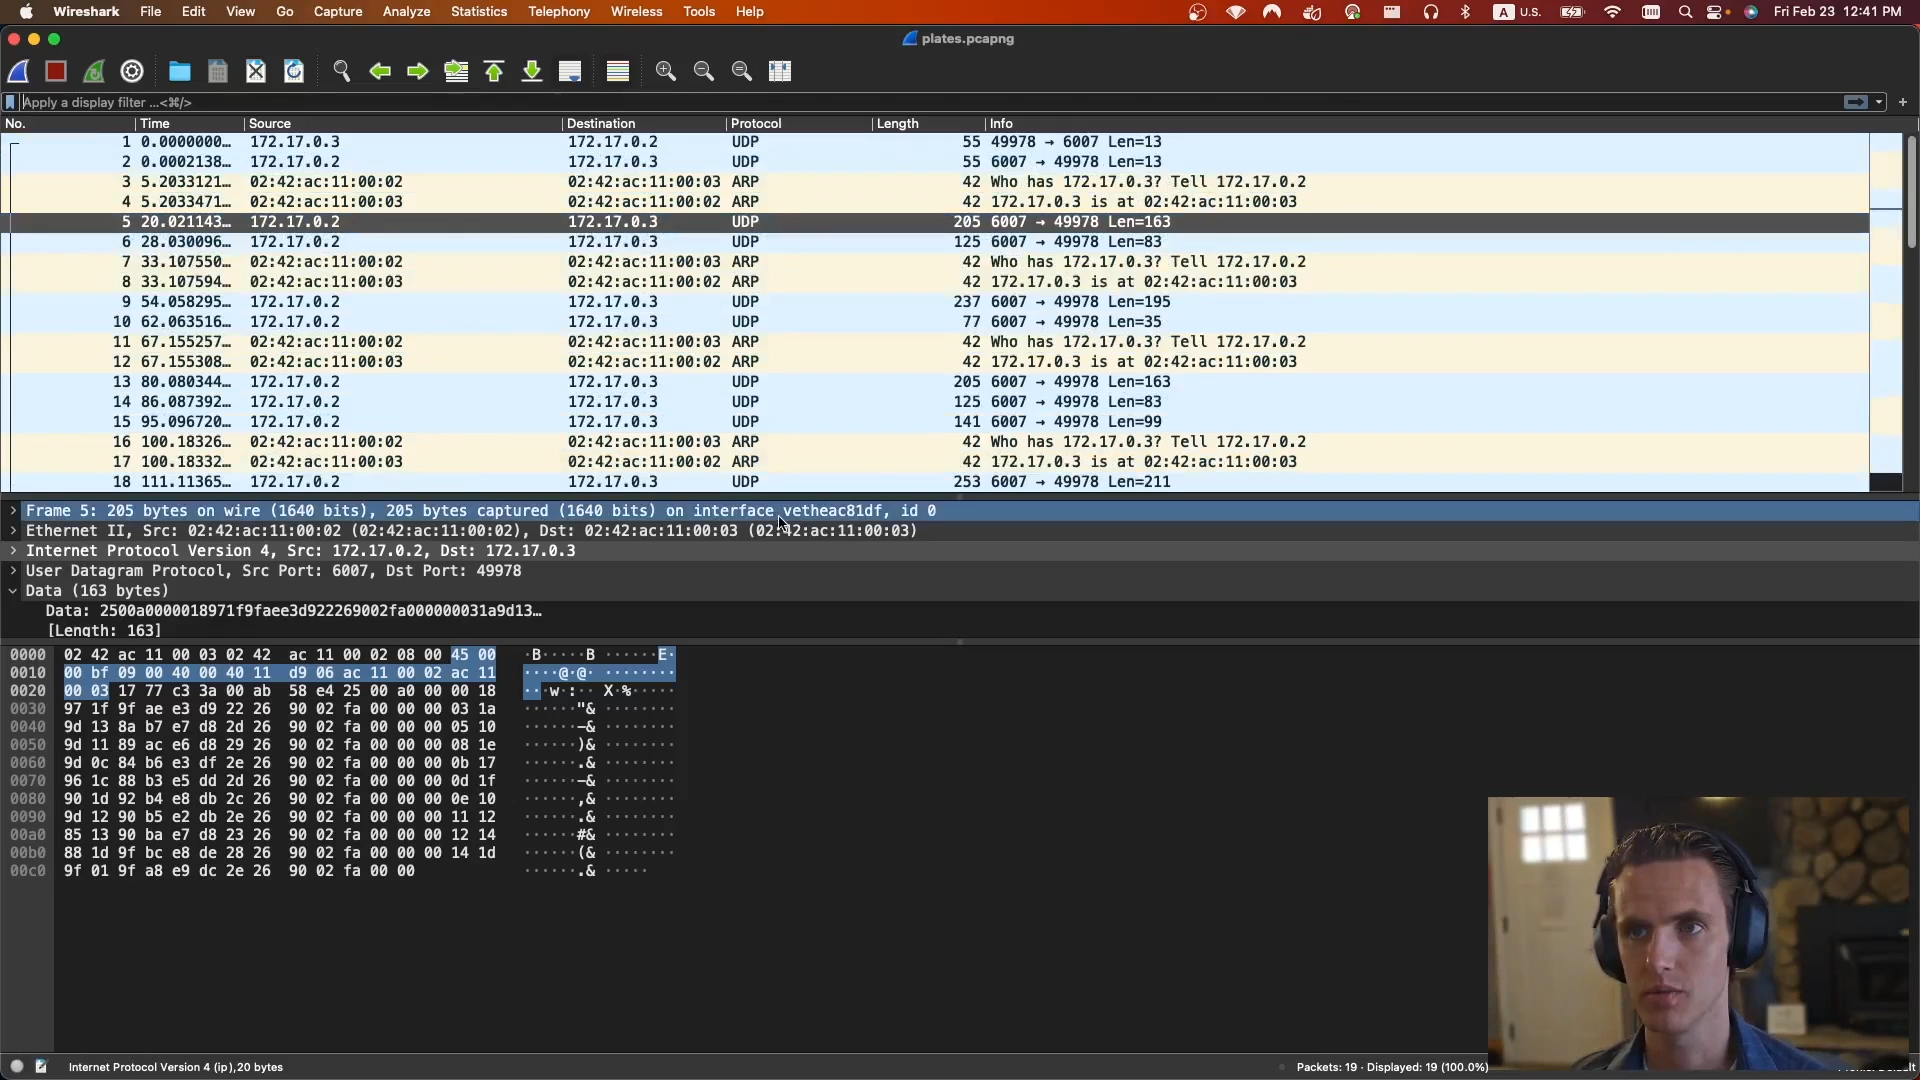 Wireshark File Edit View Go Capture Analyze Statistics Telephony Wireless Tools Help A U.S. Fri Feb 23 12:41 PM
plates.pcapng
Apply a display filter ...<⌘/>
No. Time Source Destination Protocol Length Info
1 0.0000000… 172.17.0.3 172.17.0.2 UDP 55 49978 → 6007 Len=13
2 0.0002138… 172.17.0.2 172.17.0.3 UDP 55 6007 → 49978 Len=13
3 5.2033121… 02:42:ac:11:00:02 02:42:ac:11:00:03 ARP 42 Who has 172.17.0.3? Tell 172.17.0.2
4 5.2033471… 02:42:ac:11:00:03 02:42:ac:11:00:02 ARP 42 172.17.0.3 is at 02:42:ac:11:00:03
5 20.021143… 172.17.0.2 172.17.0.3 UDP 205 6007 → 49978 Len=163
6 28.030096… 172.17.0.2 172.17.0.3 UDP 125 6007 → 49978 Len=83
7 33.107550… 02:42:ac:11:00:02 02:42:ac:11:00:03 ARP 42 Who has 172.17.0.3? Tell 172.17.0.2
8 33.107594… 02:42:ac:11:00:03 02:42:ac:11:00:02 ARP 42 172.17.0.3 is at 02:42:ac:11:00:03
9 54.058295… 172.17.0.2 172.17.0.3 UDP 237 6007 → 49978 Len=195
10 62.063516… 172.17.0.2 172.17.0.3 UDP 77 6007 → 49978 Len=35
11 67.155257… 02:42:ac:11:00:02 02:42:ac:11:00:03 ARP 42 Who has 172.17.0.3? Tell 172.17.0.2
12 67.155308… 02:42:ac:11:00:03 02:42:ac:11:00:02 ARP 42 172.17.0.3 is at 02:42:ac:11:00:03
13 80.080344… 172.17.0.2 172.17.0.3 UDP 205 6007 → 49978 Len=163
14 86.087392… 172.17.0.2 172.17.0.3 UDP 125 6007 → 49978 Len=83
15 95.096720… 172.17.0.2 172.17.0.3 UDP 141 6007 → 49978 Len=99
16 100.18326… 02:42:ac:11:00:02 02:42:ac:11:00:03 ARP 42 Who has 172.17.0.3? Tell 172.17.0.2
17 100.18332… 02:42:ac:11:00:03 02:42:ac:11:00:02 ARP 42 172.17.0.3 is at 02:42:ac:11:00:03
18 111.11365… 172.17.0.2 172.17.0.3 UDP 253 6007 → 49978 Len=211
Frame 5: 205 bytes on wire (1640 bits), 205 bytes captured (1640 bits) on interface vetheac81df, id 0
Ethernet II, Src: 02:42:ac:11:00:02 (02:42:ac:11:00:02), Dst: 02:42:ac:11:00:03 (02:42:ac:11:00:03)
Internet Protocol Version 4, Src: 172.17.0.2, Dst: 172.17.0.3
User Datagram Protocol, Src Port: 6007, Dst Port: 49978
Data (163 bytes)
Data: 2500a0000018971f9faee3d922269002fa000000031a9d13…
[Length: 163]
0000 02 42 ac 11 00 03 02 42 ac 11 00 02 08 00 45 00 ·B·····B ······E·
0010 00 bf 09 00 40 00 40 11 d9 06 ac 11 00 02 ac 11 ····@·@· ········
0020 00 03 17 77 c3 3a 00 ab 58 e4 25 00 a0 00 00 18 ···w·:·· X·%·····
0030 97 1f 9f ae e3 d9 22 26 90 02 fa 00 00 00 03 1a ······"& ········
0040 9d 13 8a b7 e7 d8 2d 26 90 02 fa 00 00 00 05 10 ······-& ········
0050 9d 11 89 ac e6 d8 29 26 90 02 fa 00 00 00 08 1e ······)& ········
0060 9d 0c 84 b6 e3 df 2e 26 90 02 fa 00 00 00 0b 17 ······.& ········
0070 96 1c 88 b3 e5 dd 2d 26 90 02 fa 00 00 00 0d 1f ······-& ········
0080 90 1d 92 b4 e8 db 2c 26 90 02 fa 00 00 00 0e 10 ······,& ········
0090 9d 12 90 b5 e2 db 2e 26 90 02 fa 00 00 00 11 12 ······.& ········
00a0 85 13 90 ba e7 d8 23 26 90 02 fa 00 00 00 12 14 ······#& ········
00b0 88 1d 9f bc e8 de 28 26 90 02 fa 00 00 00 14 1d ······(& ········
00c0 9f 01 9f a8 e9 dc 2e 26 90 02 fa 00 00 ······.& ·····
Internet Protocol Version 4 (ip), 20 bytes Packets: 19 · Displayed: 19 (100.0%)